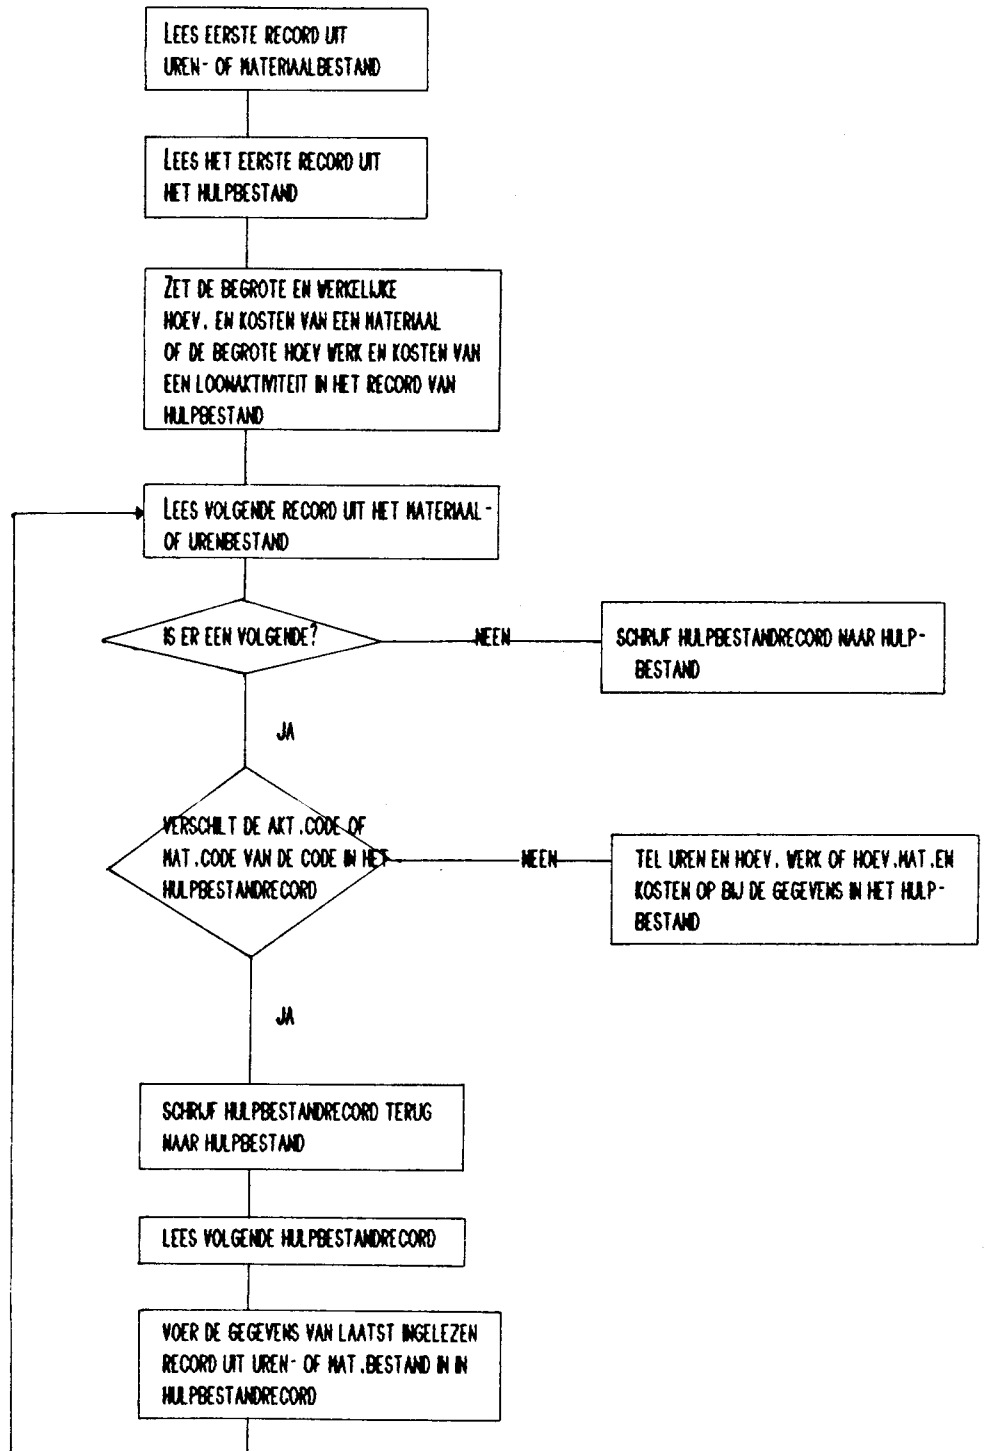 LEES EERSTE RECORD UIT
UREN- OF MATERIAALBESTAND
LEES HET EERSTE RECORD UIT
HET HULPBESTAND
ZET DE BEGROTE EN WERKELIJKE
HOEV. EN KOSTEN VAN EEN MATERIAAL
OF DE BEGROTE HOEV WERK EN KOSTEN VAN
EEN LOONAKTIVITEIT IN HET RECORD VAN
HULPBESTAND
LEES VOLGENDE RECORD UIT HET MATERIAAL-
OF URENBESTAND
IS ER EEN VOLGENDE?
NEEN
SCHRIJF HULPBESTANDRECORD NAAR HULP-
BESTAND
JA
VERSCHILT DE AKT.CODE OF
MAT.CODE VAN DE CODE IN HET
HULPBESTANDRECORD
NEEN
TEL UREN EN HOEV. WERK OF HOEV.MAT.EN
KOSTEN OP BIJ DE GEGEVENS IN HET HULP-
BESTAND
JA
SCHRIJF HULPBESTANDRECORD TERUG
NAAR HULPBESTAND
LEES VOLGENDE HULPBESTANDRECORD
VOER DE GEGEVENS VAN LAATST INGELEZEN
RECORD UIT UREN- OF MAT.BESTAND IN IN
HULPBESTANDRECORD